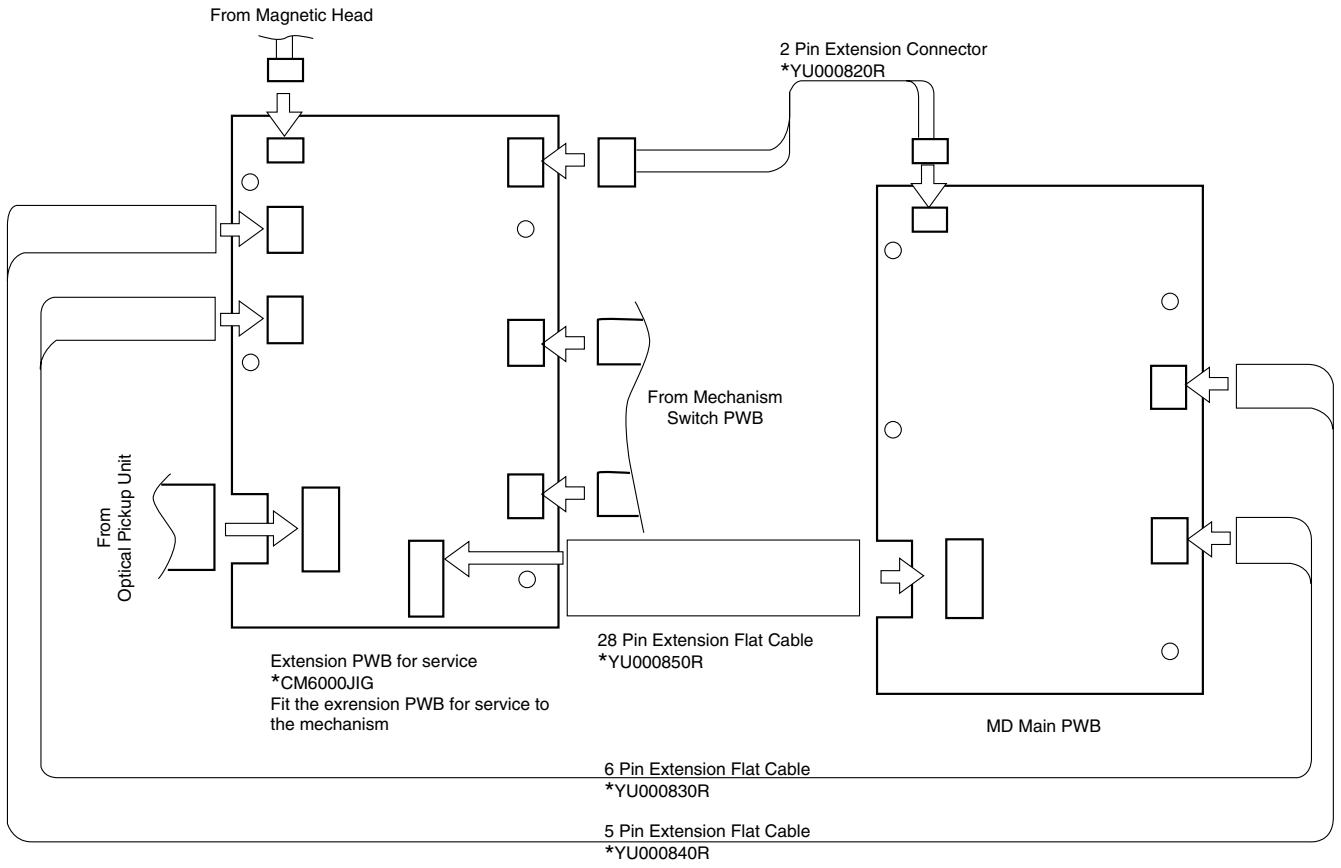 From Magnetic Head
2 Pin Extension Connector
*YU000820R
From Mechanism
Switch PWB
From
Optical Pickup Unit
28 Pin Extension Flat Cable
*YU000850R
Extension PWB for service
*CM6000JIG
Fit the exrension PWB for service to
the mechanism
MD Main PWB
6 Pin Extension Flat Cable
*YU000830R
5 Pin Extension Flat Cable
*YU000840R